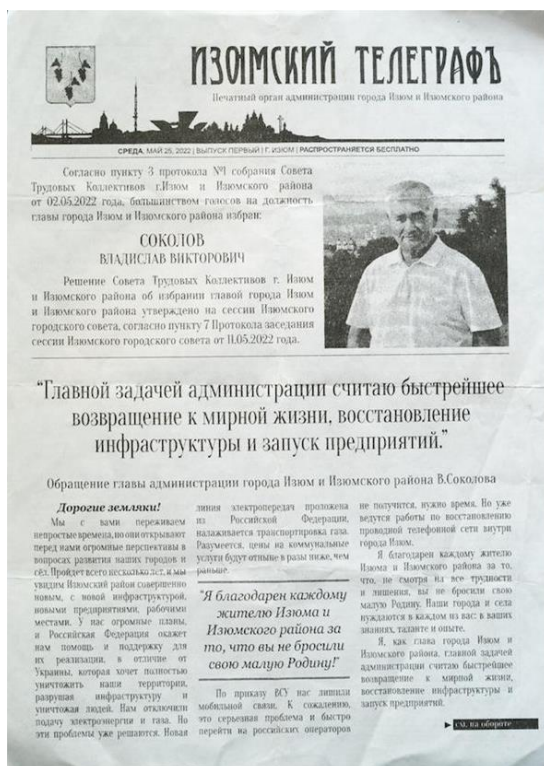 ИЗЮМСКИЙ ТЕЛЕГРАФЪ
Печатный орган администрации города Изюм и Изюмского района
СРЕДА, МАЙ 25, 2022 | ВЫПУСК ПЕРВЫЙ | Г. ИЗЮМ | РАСПРОСТРАНЯЕТСЯ БЕСПЛАТНО
Согласно пункту 3 протокола №1 собрания Совета
Трудовых Коллективов г.Изюм и Изюмского района
от 02.05.2022 года, большинством голосов на должность
главы города Изюм и Изюмского района избран:
СОКОЛОВ
ВЛАДИСЛАВ ВИКТОРОВИЧ
Решение Совета Трудовых Коллективов г. Изюм
и Изюмского района об избрании главой города Изюм
и Изюмского района утверждено на сессии Изюмского
городского совета, согласно пункту 7 Протокола заседания
сессии Изюмского городского совета от 11.05.2022 года.
"Главной задачей администрации считаю быстрейшее
возвращение к мирной жизни, восстановление
инфраструктуры и запуск предприятий."
Обращение главы администрации города Изюм и Изюмского района В.Соколова
Дорогие земляки!
Мы с вами переживаем
непростые времена, но они открывают
перед нами огромные перспективы в
вопросах развития наших городов и
сёл. Пройдет всего несколько лет, и мы
увидим Изюмский район совершенно
новым, с новой инфраструктурой,
новыми предприятиями, рабочими
местами. У нас огромные планы,
и Российская Федерация окажет
нам помощь и поддержку для
их реализации, в отличие от
Украины, которая хочет полностью
уничтожить наши территории,
разрушая инфраструктуру и
уничтожая людей. Нам отключили
подачу электроэнергии и газа. Но
эти проблемы уже решаются. Новая
линия электропередач проложена
из Российской Федерации,
налаживается транспортировка газа.
Разумеется, цены на коммунальные
услуги будут отныне в разы ниже, чем
раньше.
"Я благодарен каждому
жителю Изюма и
Изюмского района за
то, что вы не бросили
свою малую Родину!"
По приказу ВСУ нас лишили
мобильной связи. К сожалению,
это серьезная проблема и быстро
перейти на российских операторов
не получится, нужно время. Но уже
ведутся работы по восстановлению
проводной телефонной сети внутри
города Изюм.
Я благодарен каждому жителю
Изюма и Изюмского района за то,
что, не смотря на все трудности
и лишения, вы не бросили свою
малую Родину. Наши города и села
нуждаются в каждом из вас: в ваших
знаниях, таланте и опыте.
Я, как глава города Изюм и
Изюмского района, главной задачей
администрации считаю быстрейшее
возвращение к мирной жизни,
восстановление инфраструктуры и
запуск предприятий.
см. на обороте